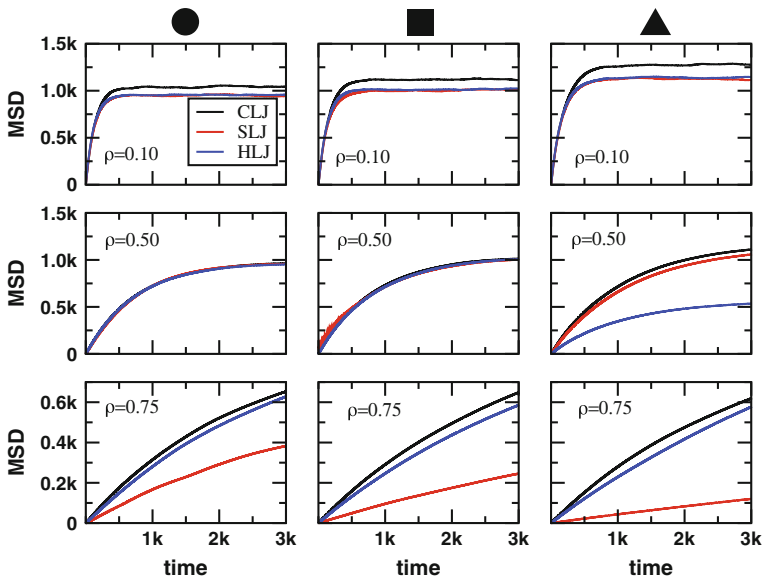 1.5k
1.0k
0.5k
0
MSD
ρ=0.10
CLJ
SLJ
HLJ
ρ=0.10
ρ=0.10
1.5k
1.0k
0.5k
0
MSD
ρ=0.50
ρ=0.50
ρ=0.50
0.6k
0.4k
0.2k
0
MSD
ρ=0.75
ρ=0.75
ρ=0.75
1k 2k 3k
1k 2k 3k
1k 2k 3k
time
time
time